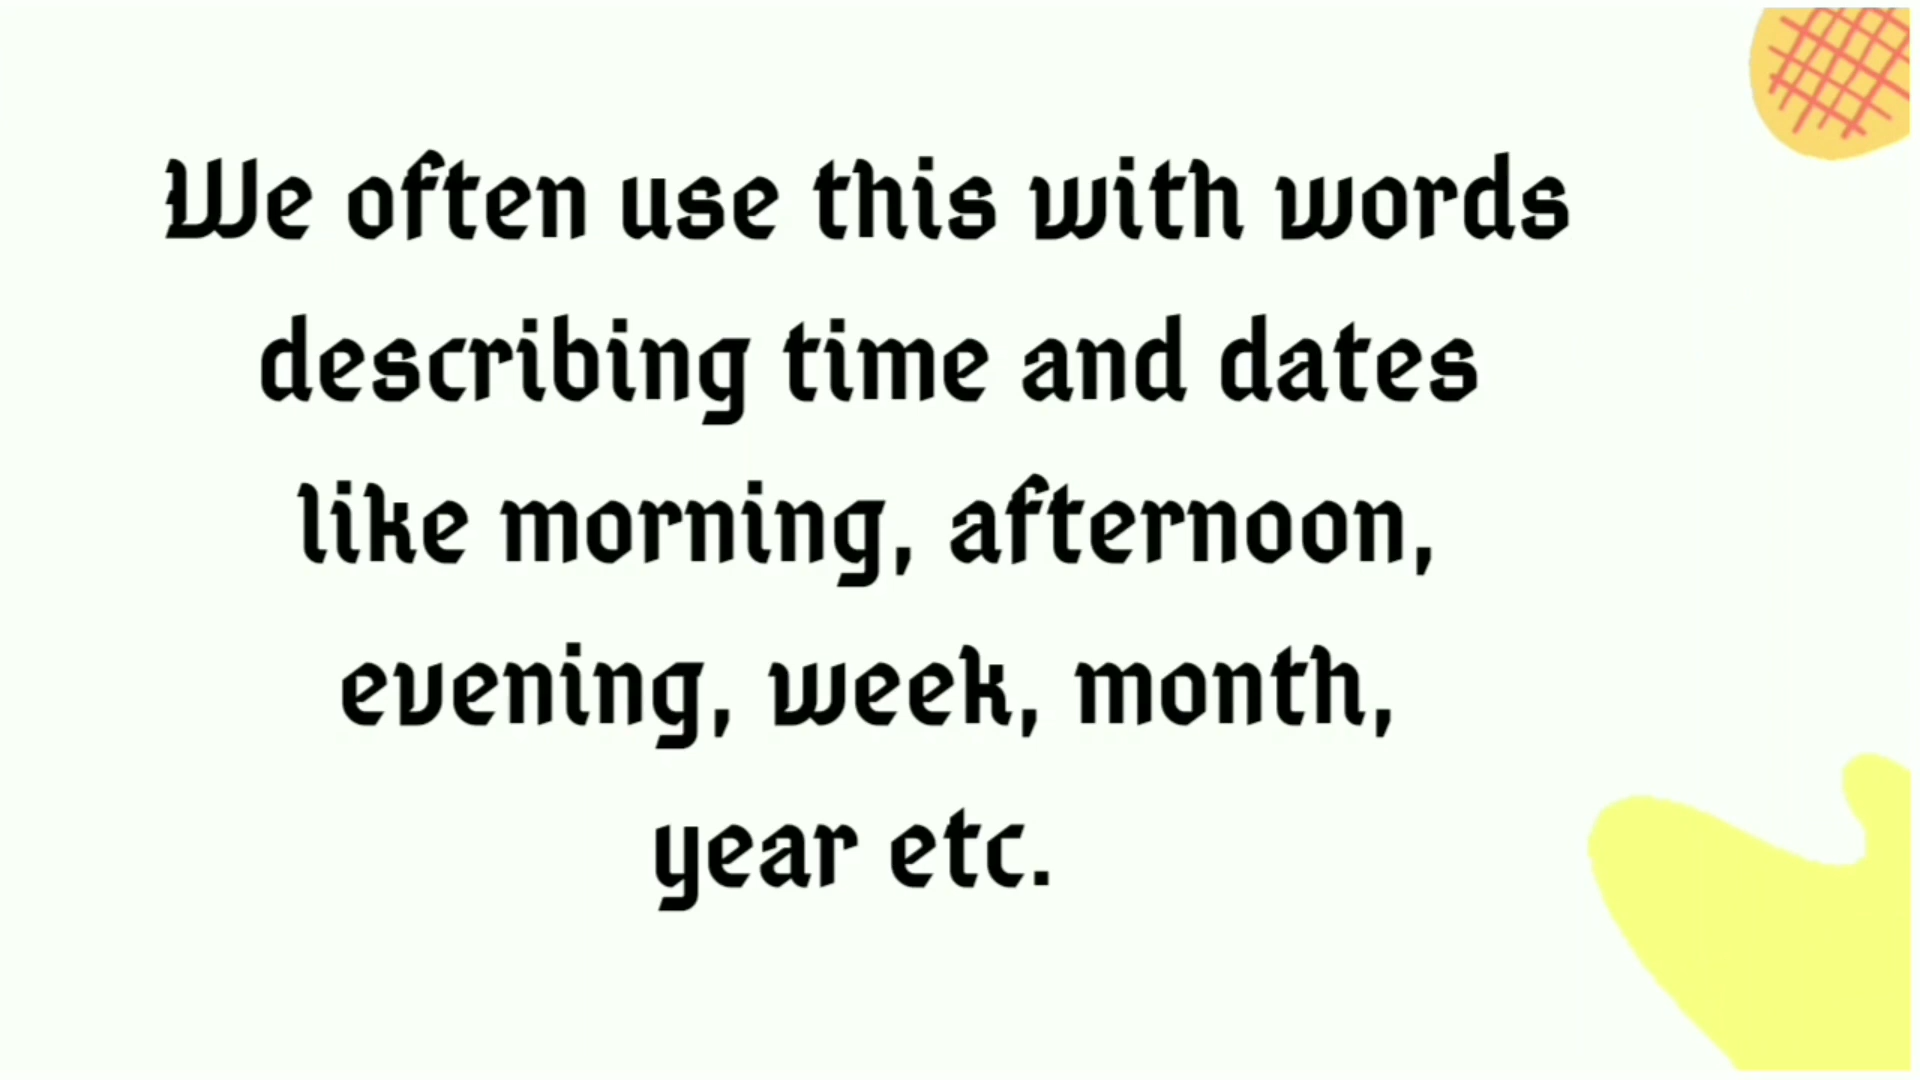 We often use this with words
describing time and dates
like morning, afternoon,
evening, week, month,
year etc.